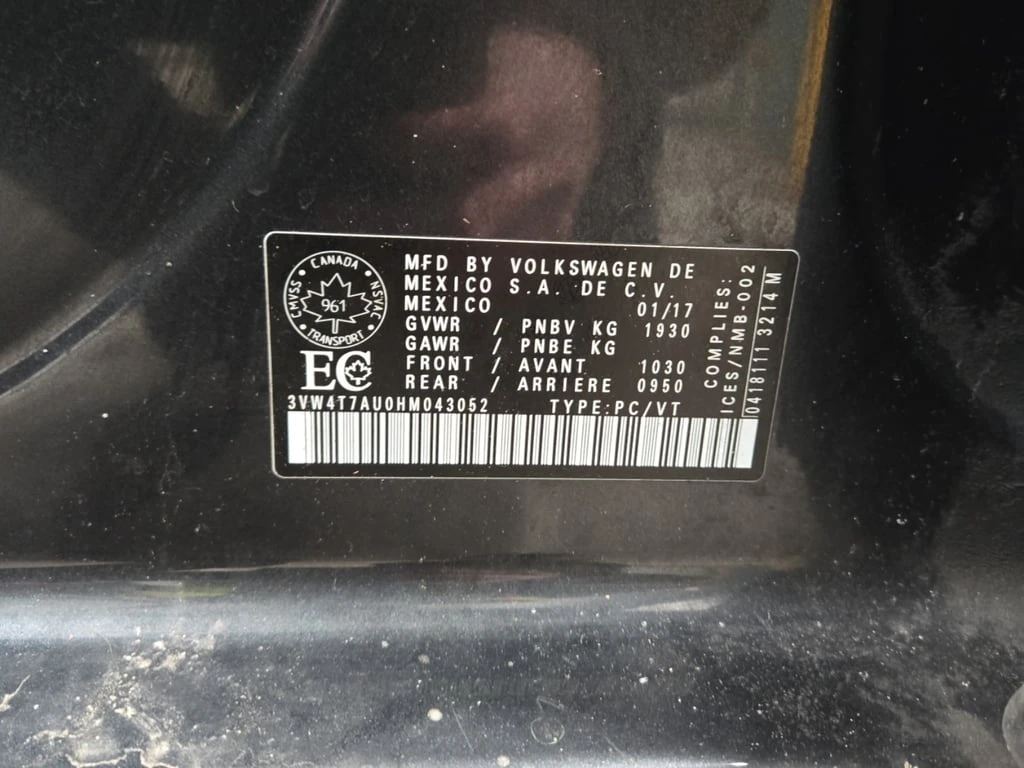 CANADA
CMVSS
NSVAC
961
TRANSPORT
EC
MFD BY VOLKSWAGEN DE
MEXICO S.A. DE C.V.
MEXICO 01/17
GVWR / PNBV KG 1930
GAWR / PNBE KG
FRONT / AVANT 1030
REAR / ARRIERE 0950
3VW4T7AU0HM043052 TYPE:PC/VT
COMPLIES:
ICES/NMB-002
0418111 3214 M